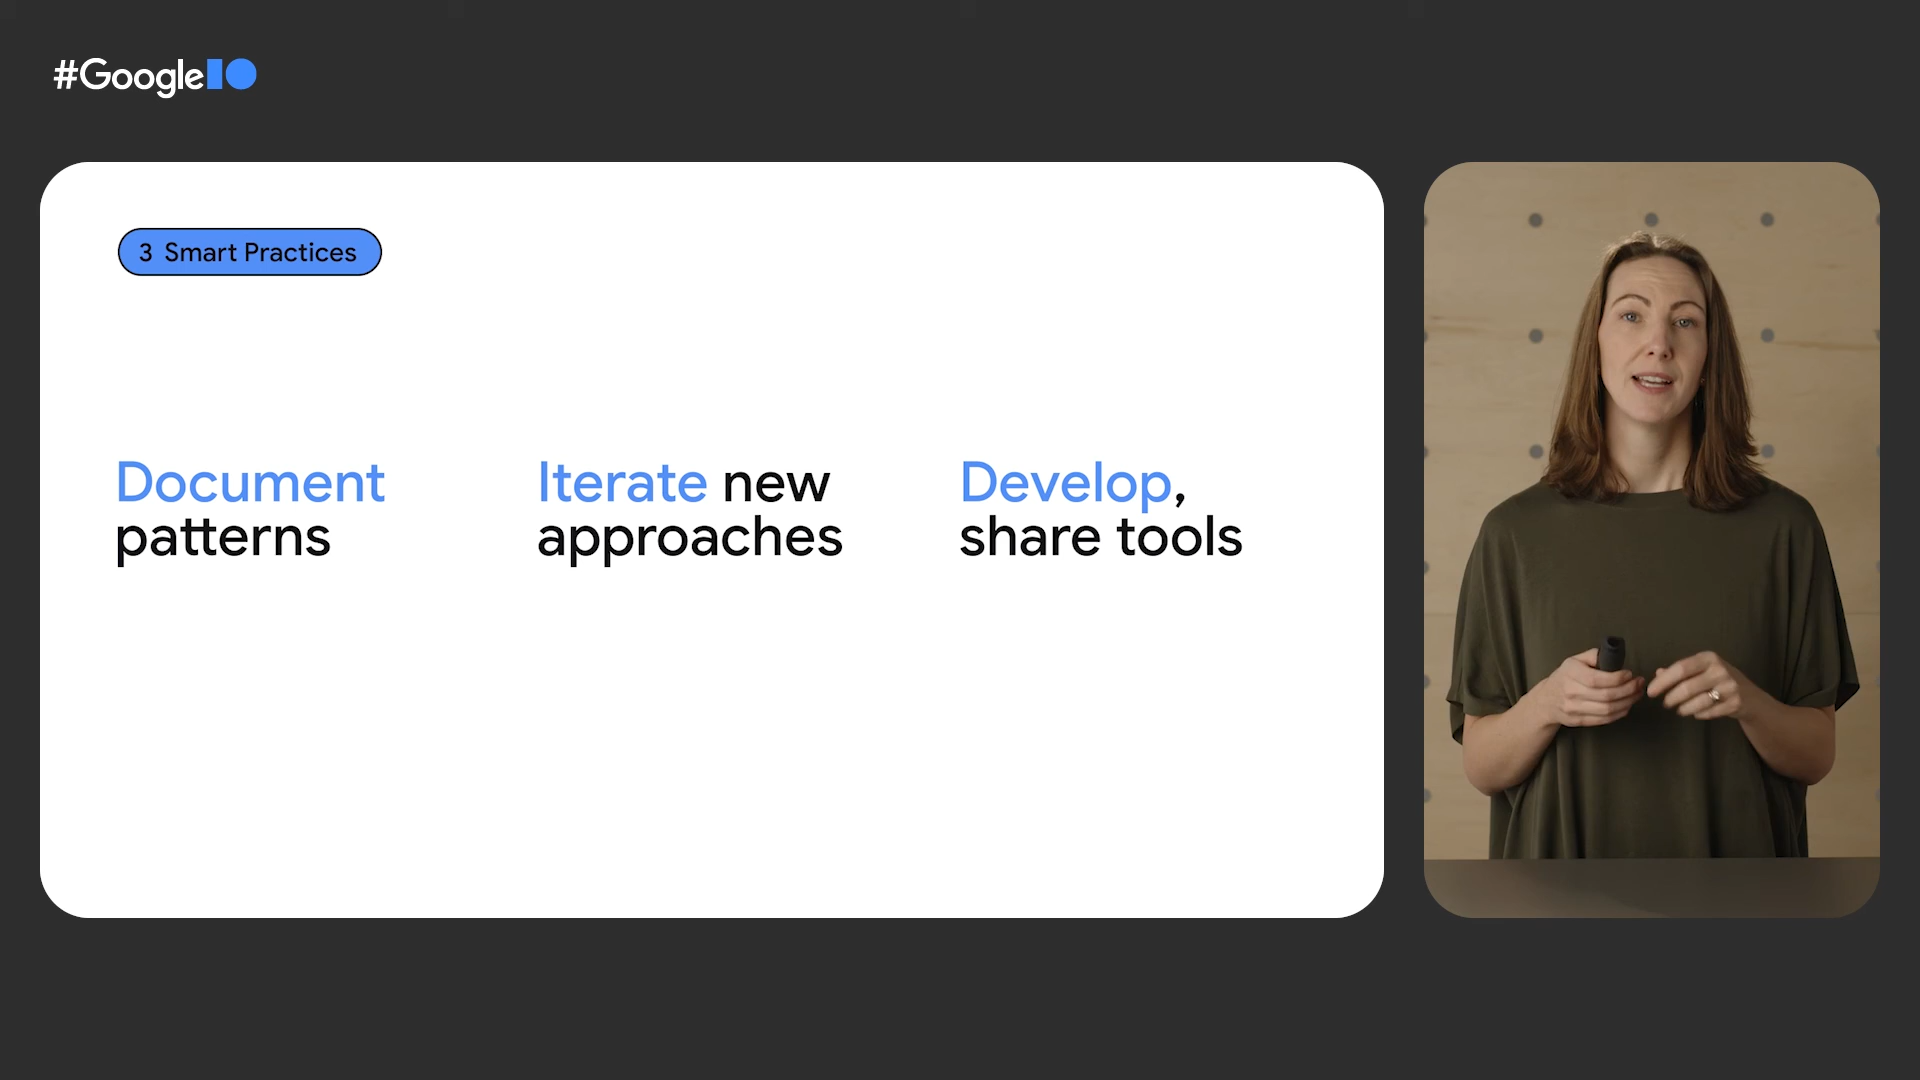 #GoogleIO
3 Smart Practices
Document
patterns
Iterate new
approaches
Develop,
share tools